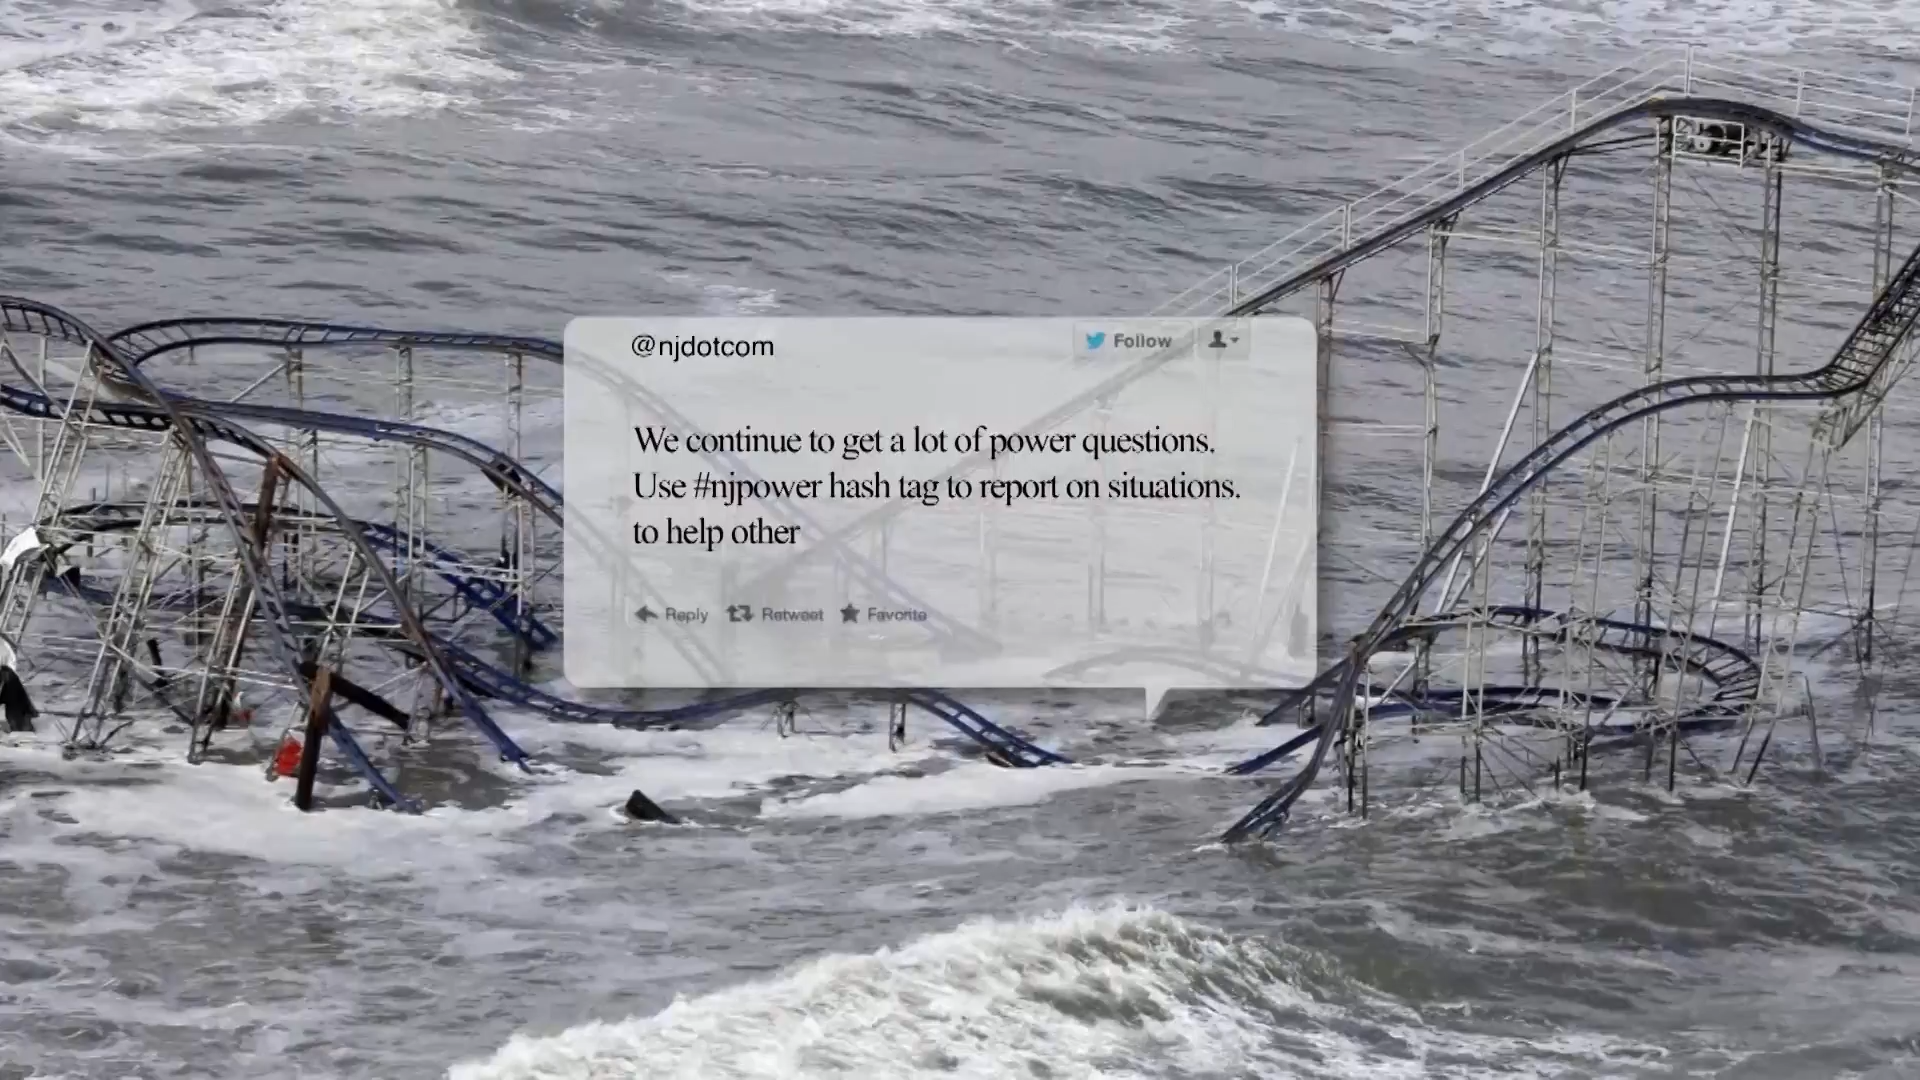 @njdotcom
Follow
We continue to get a lot of power questions.
Use #njpower hash tag to report on situations.
to help other
Reply Retweet Favorite